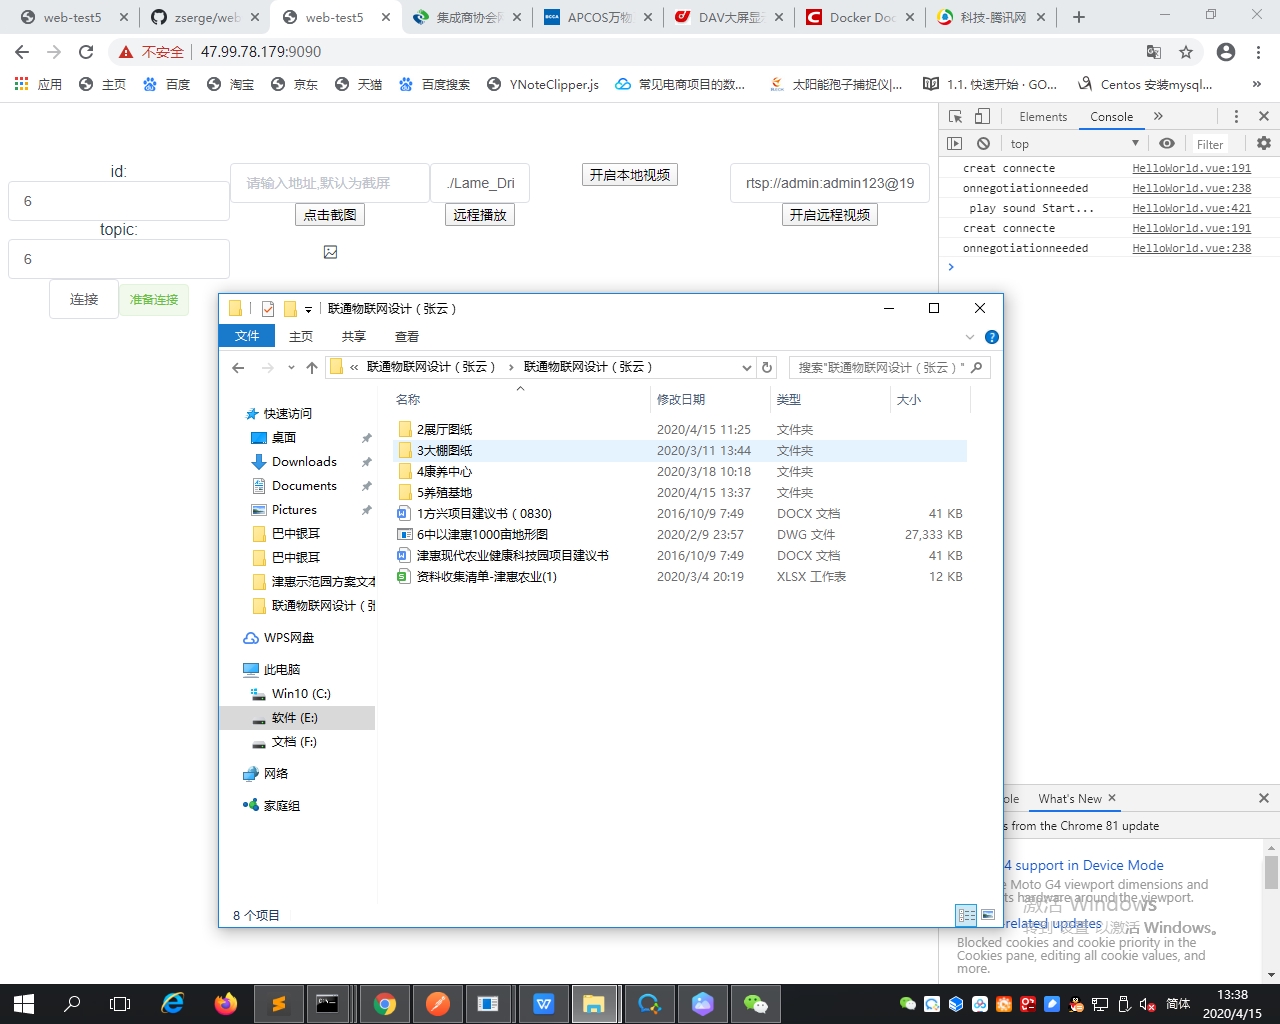 web-test5
zserge/web
web-test5
集成商协会网
APCOS万物
DAV大屏显
Docker Doc
科技-腾讯网
不安全
47.99.78.179:9090
应用
主页
百度
淘宝
京东
天猫
百度搜索
YNoteClipper.js
常见电商项目的数...
太阳能孢子捕捉仪|...
1.1. 快速开始 · GO...
Centos 安装mysql...
»
Elements
Console
»
top
Filter
creat connecte
HelloWorld.vue:191
onnegotiationneeded
HelloWorld.vue:238
play sound Start...
HelloWorld.vue:421
creat connecte
HelloWorld.vue:191
onnegotiationneeded
HelloWorld.vue:238
id:
6
topic:
6
连接
准备连接
请输入地址,默认为截屏
点击截图
./Lame_Dri
远程播放
开启本地视频
rtsp://admin:admin123@19
开启远程视频
联通物联网设计（张云）
文件
主页
共享
查看
« 联通物联网设计（张云） › 联通物联网设计（张云）
搜索"联通物联网设计（张云）"
名称
修改日期
类型
大小
2展厅图纸
2020/4/15 11:25
文件夹
3大棚图纸
2020/3/11 13:44
文件夹
4康养中心
2020/3/18 10:18
文件夹
5养殖基地
2020/4/15 13:37
文件夹
1方兴项目建议书（0830)
2016/10/9 7:49
DOCX 文档
41 KB
6中以津惠1000亩地形图
2020/2/9 23:57
DWG 文件
27,333 KB
津惠现代农业健康科技园项目建议书
2016/10/9 7:49
DOCX 文档
41 KB
资料收集清单-津惠农业(1)
2020/3/4 20:19
XLSX 工作表
12 KB
快速访问
桌面
Downloads
Documents
Pictures
巴中银耳
巴中银耳
津惠示范园方案文本
联通物联网设计（张
WPS网盘
此电脑
Win10 (C:)
软件 (E:)
文档 (F:)
网络
家庭组
8 个项目
ole
What's New
s from the Chrome 81 update
4 support in Device Mode
e Moto G4 viewport dimensions and
ts hardware around the viewport.
related updates
Blocked cookies and cookie priority in the
Cookies pane, editing all cookie values, and
more.
激活 Windows
转到"设置"以激活 Windows。
简体
13:38
2020/4/15